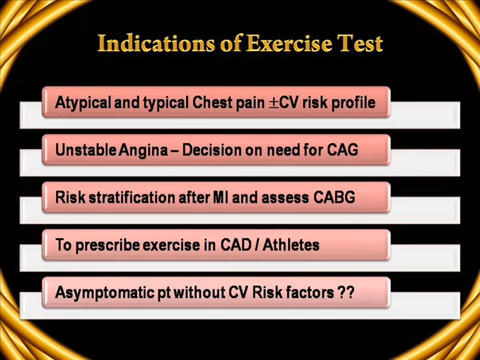 Indications of Exercise Test
Atypical and typical Chest pain ±CV risk profile
Unstable Angina – Decision on need for CAG
Risk stratification after MI and assess CABG
To prescribe exercise in CAD / Athletes
Asymptomatic pt without CV Risk factors ??